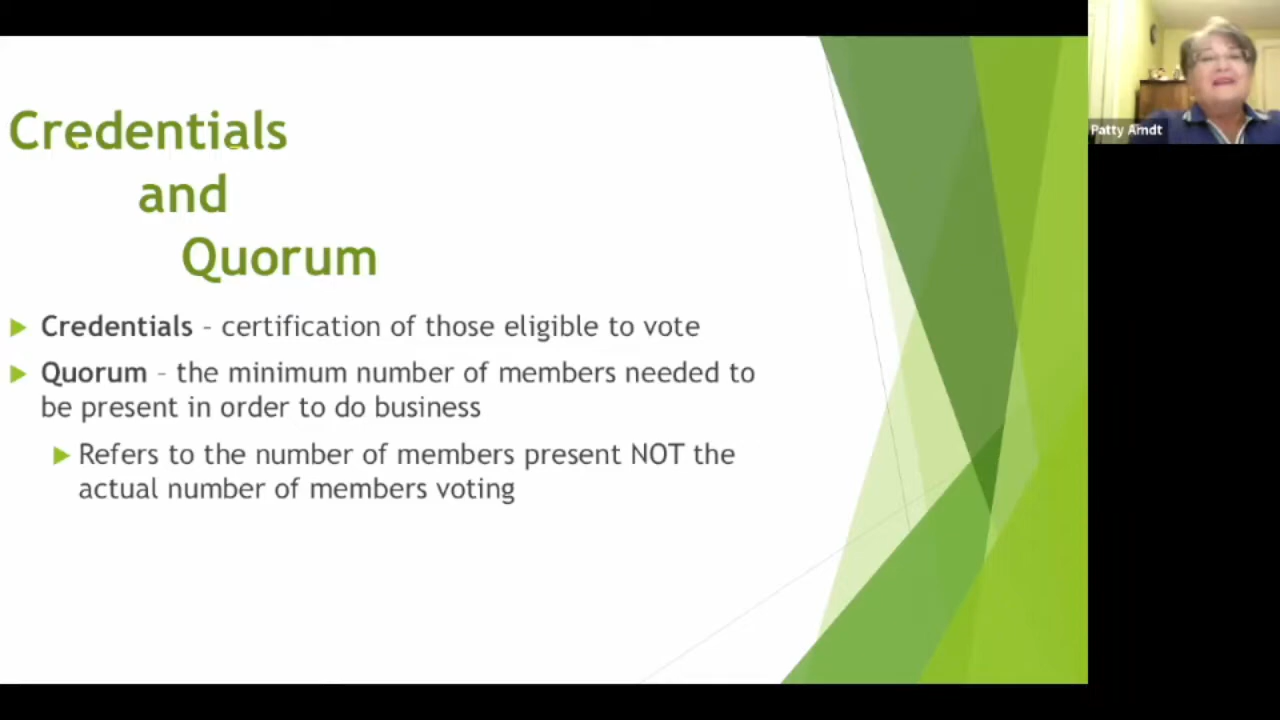 Credentials
and
Quorum
Credentials – certification of those eligible to vote
Quorum – the minimum number of members needed to
be present in order to do business
Refers to the number of members present NOT the
actual number of members voting
Patty Arndt